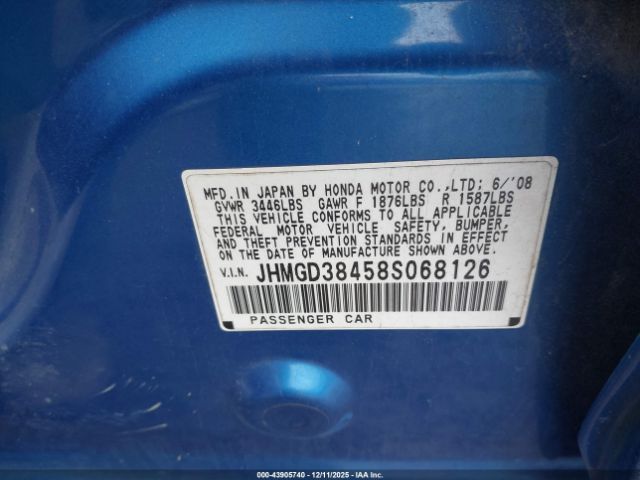 MFD. IN JAPAN BY HONDA MOTOR CO.,LTD; 6/'08
GVWR 3446LBS GAWR F 1876LBS R 1587LBS
THIS VEHICLE CONFORMS TO ALL APPLICABLE
FEDERAL MOTOR VEHICLE SAFETY, BUMPER,
AND THEFT PREVENTION STANDARDS IN EFFECT
ON THE DATE OF MANUFACTURE SHOWN ABOVE.
V.I.N. JHMGD38458S068126
PASSENGER CAR
000-43905740 - 12/11/2025 - IAAI.com